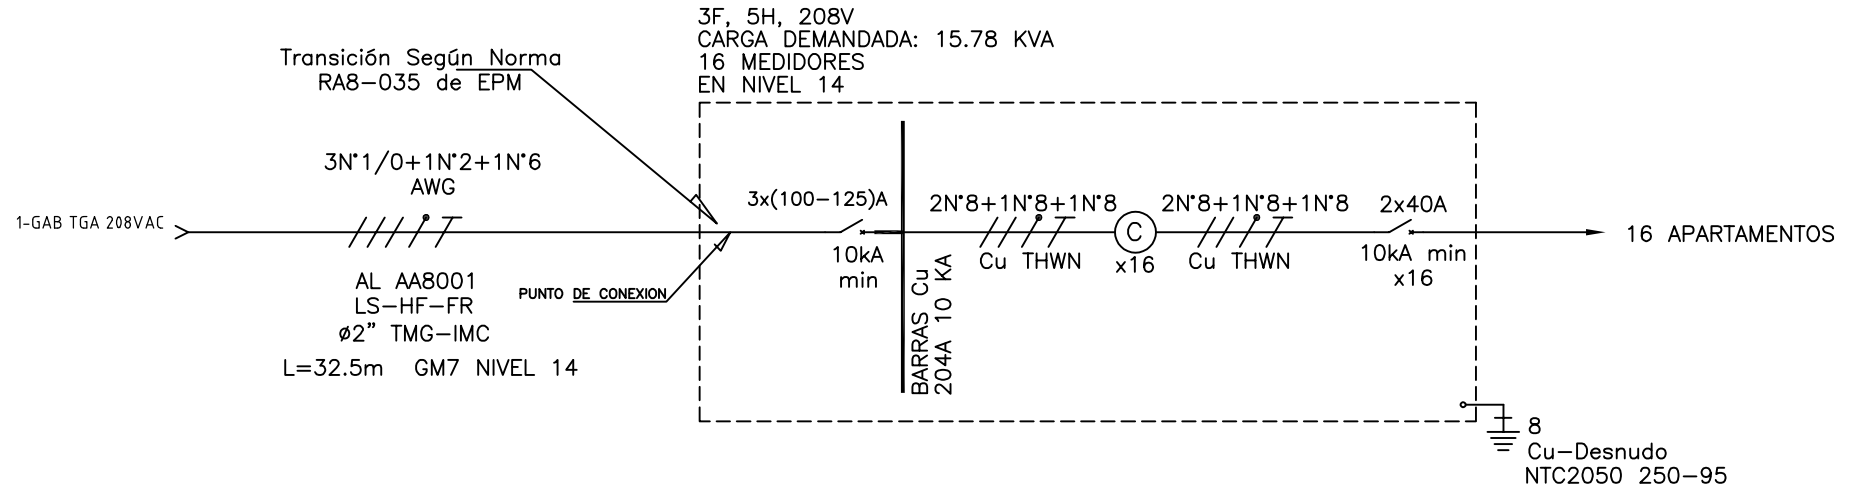 3F, 5H, 208V
CARGA DEMANDADA: 15.78 KVA
16 MEDIDORES
EN NIVEL 14
Transición Según Norma
RA8-035 de EPM
3N°1/0+1N°2+1N°6
AWG
1-GAB TGA 208VAC
AL AA8001
LS-HF-FR
ø2" TMG-IMC
L=32.5m GM7 NIVEL 14
PUNTO DE CONEXION
3x(100-125)A
10kA
min
BARRAS Cu
204A 10 KA
2N°8+1N°8+1N°8
Cu THWN
C
x16
2N°8+1N°8+1N°8
Cu THWN
2x40A
10kA min
x16
16 APARTAMENTOS
8
Cu-Desnudo
NTC2050 250-95